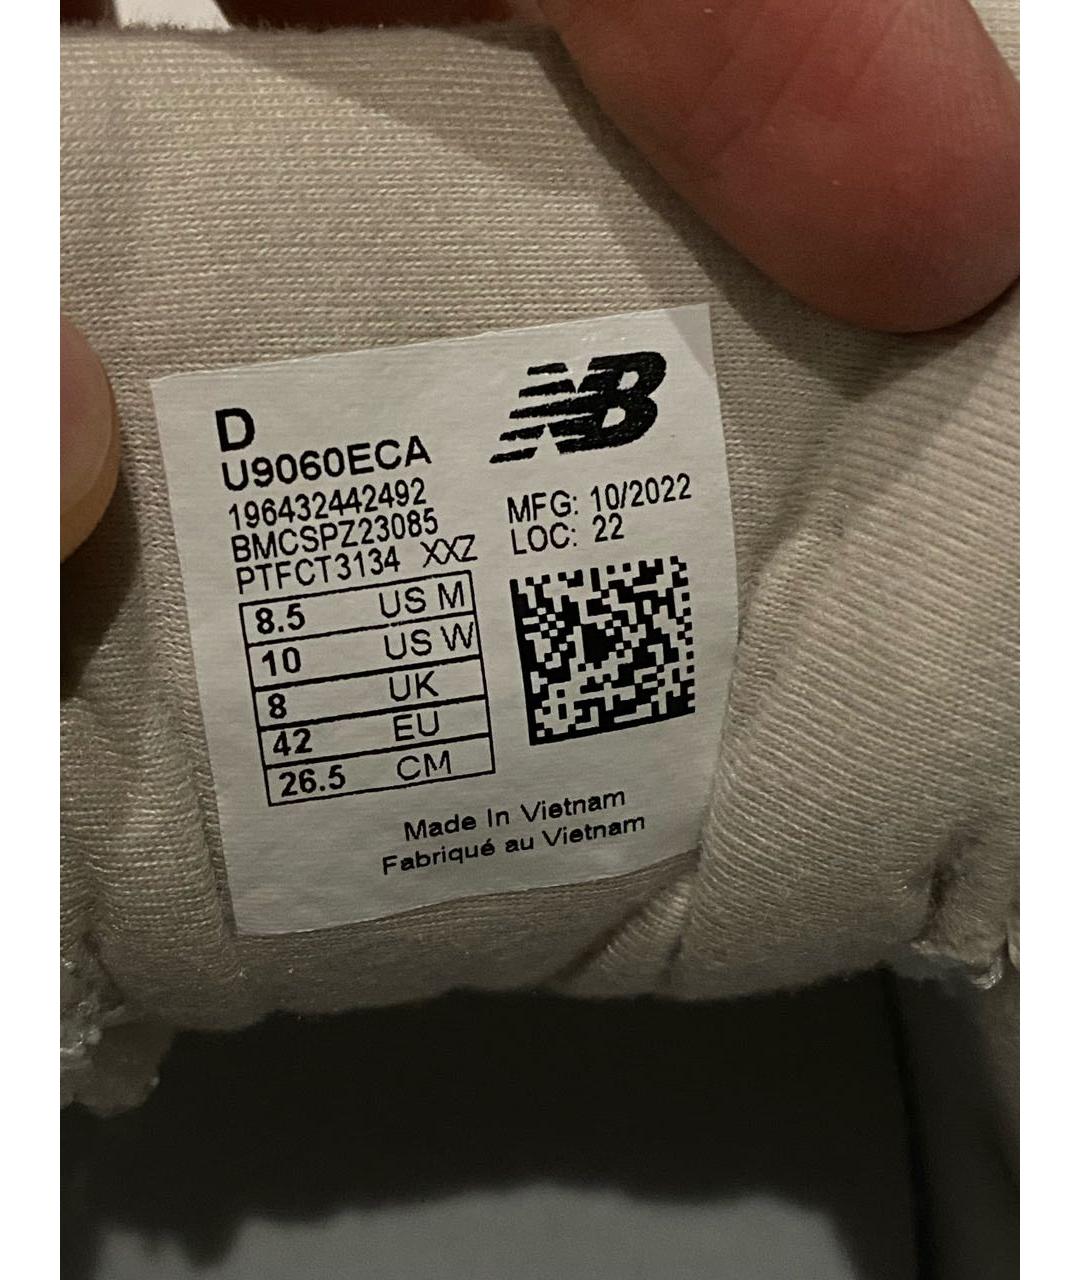 D
U9060ECA
196432442492
BMCSPZ23085
PTFCT3134 XXZ
NB
MFG: 10/2022
LOC: 22
8.5 US M
10 US W
8 UK
42 EU
26.5 CM
Made In Vietnam
Fabriqué au Vietnam